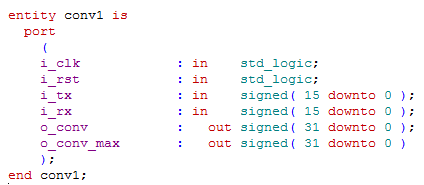 entity conv1 is
port
(
i_clk : in std_logic;
i_rst : in std_logic;
i_tx : in signed( 15 downto 0 );
i_rx : in signed( 15 downto 0 );
o_conv : out signed( 31 downto 0 );
o_conv_max : out signed( 31 downto 0 )
);
end conv1;